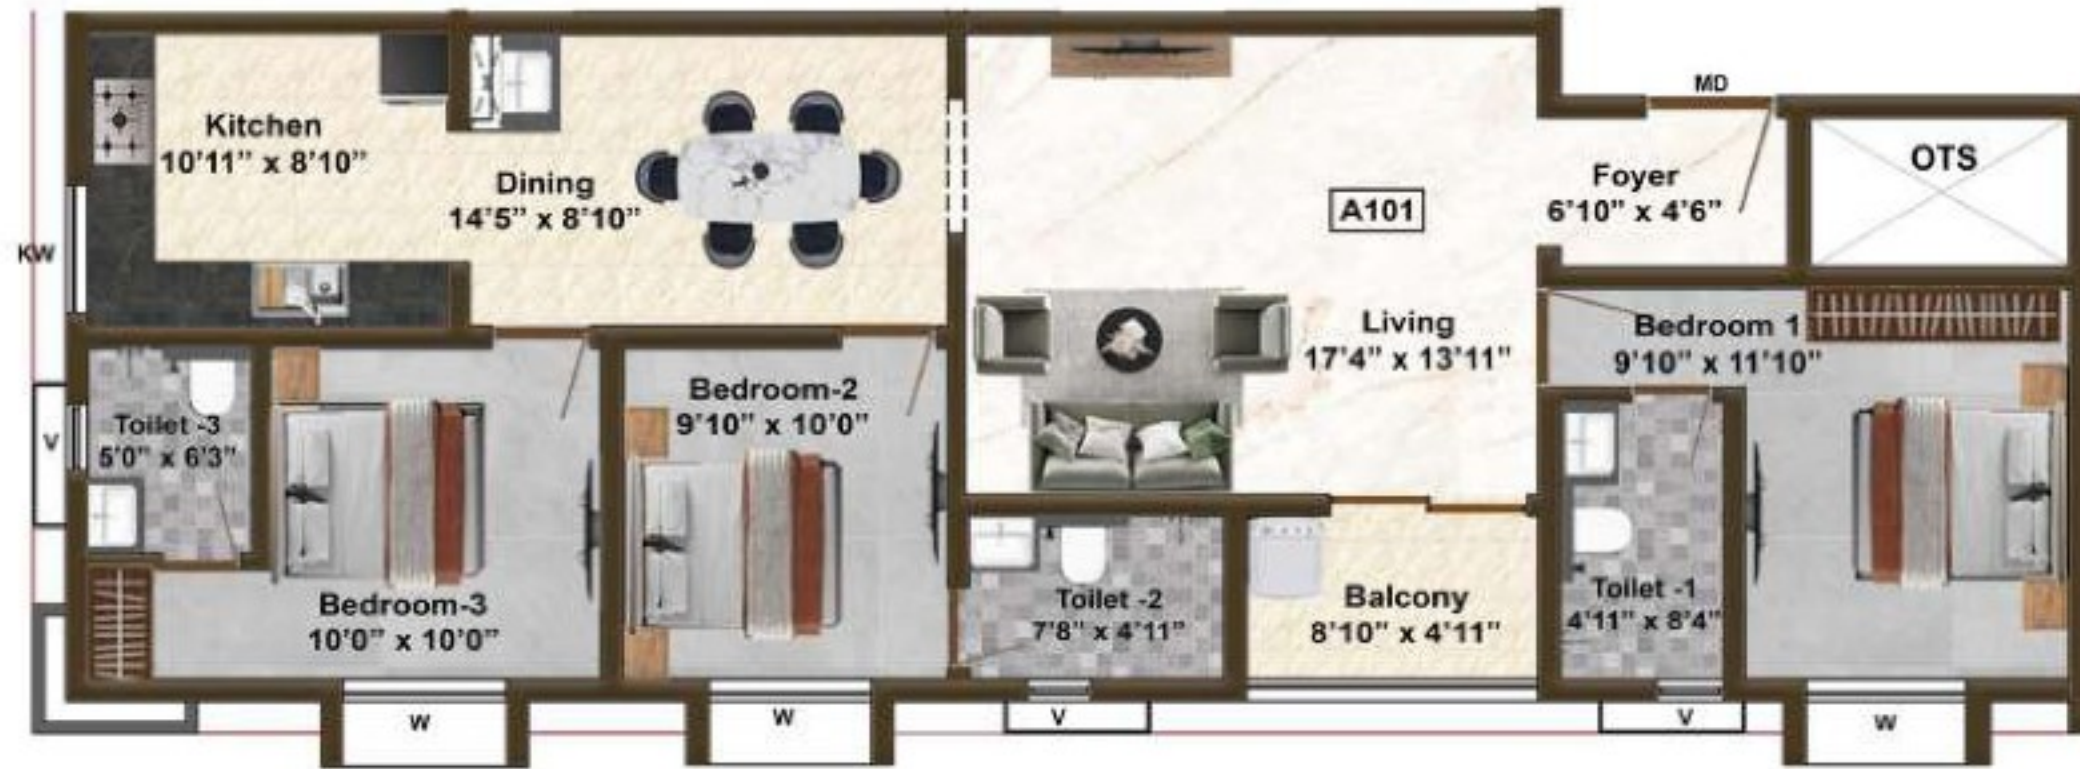 MD
Kitchen
10'11" x 8'10"
Dining
14'5" x 8'10"
A101
Foyer
6'10" x 4'6"
OTS
KW
Living
17'4" x 13'11"
Bedroom 1
9'10" x 11'10"
Bedroom-2
9'10" x 10'0"
Toilet -3
5'0" x 6'3"
V
Bedroom-3
10'0" x 10'0"
Toilet -2
7'8" x 4'11"
Balcony
8'10" x 4'11"
Toilet -1
4'11" x 8'4"
W
W
V
V
W